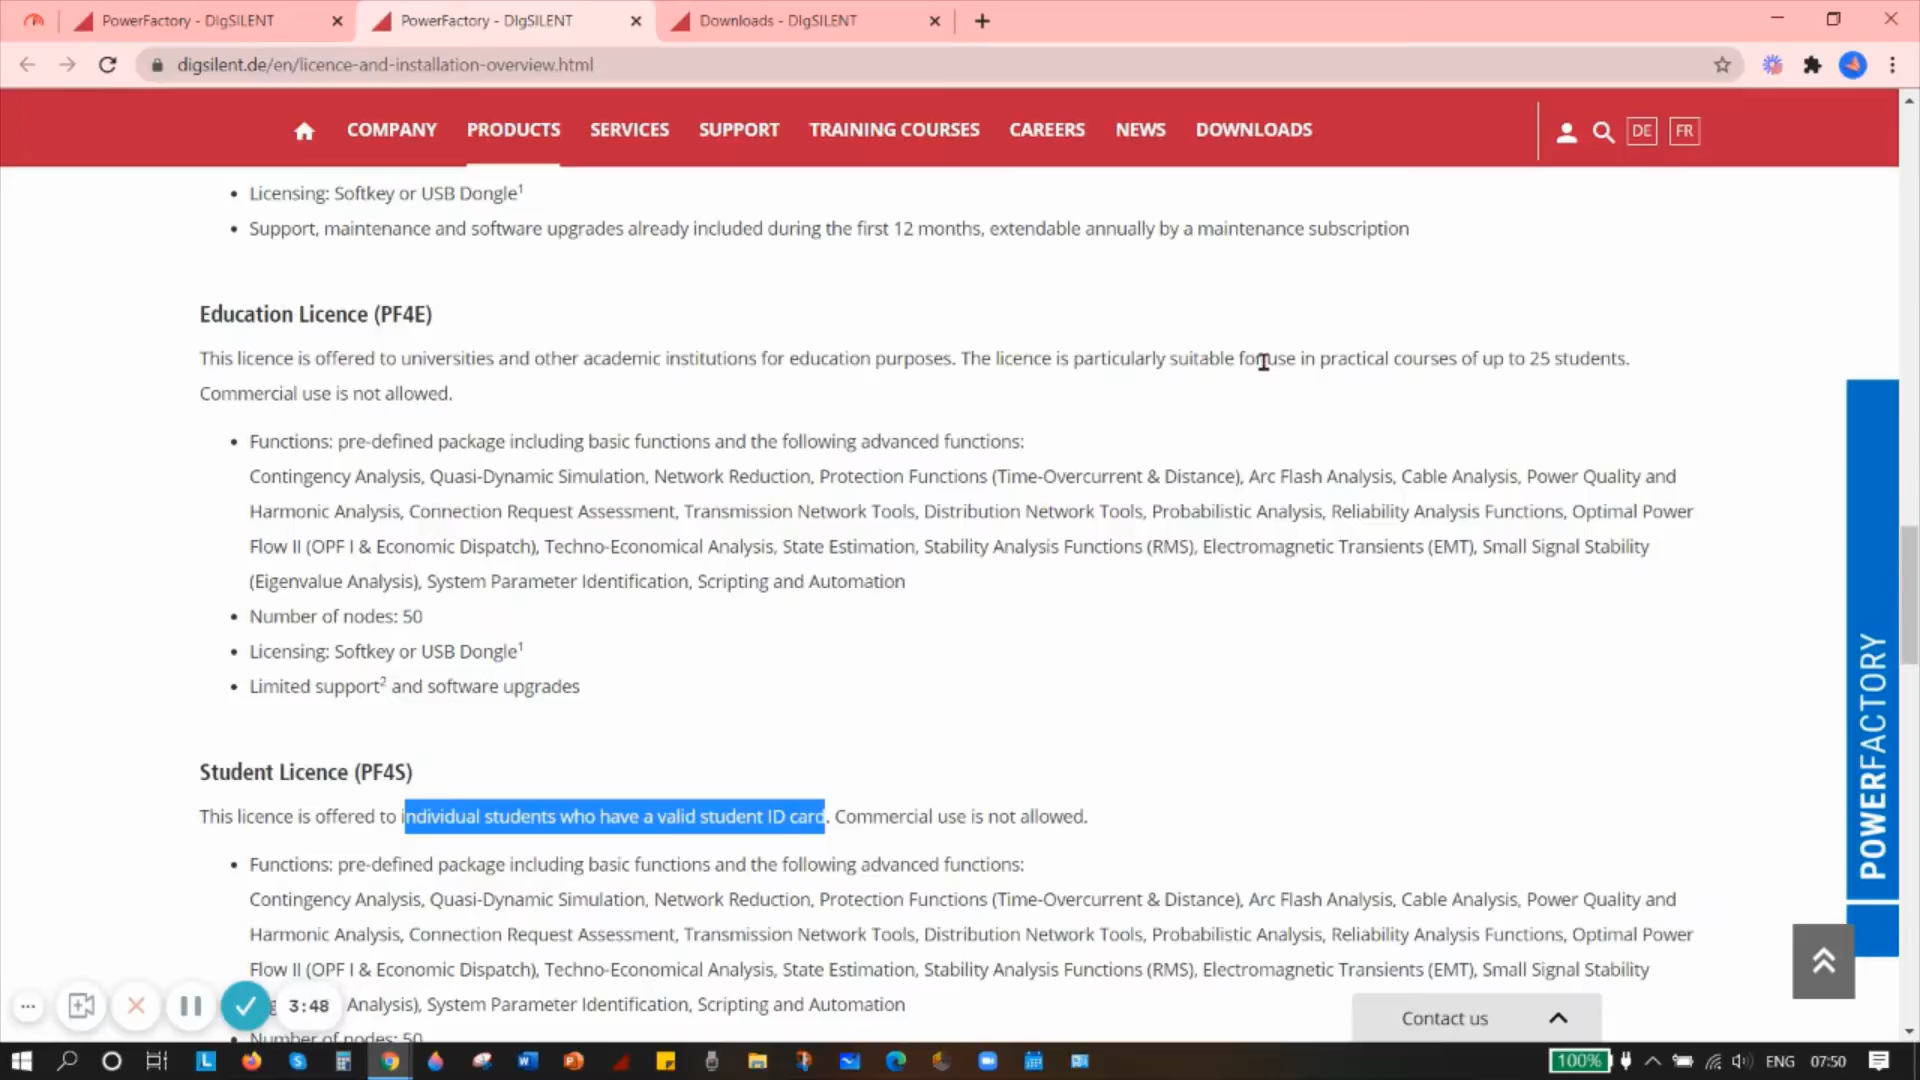 PowerFactory - DIgSILENT
PowerFactory - DIgSILENT
Downloads - DIgSILENT
digsilent.de/en/licence-and-installation-overview.html
COMPANY PRODUCTS SERVICES SUPPORT TRAINING COURSES CAREERS NEWS DOWNLOADS DE FR
• Licensing: Softkey or USB Dongle¹
• Support, maintenance and software upgrades already included during the first 12 months, extendable annually by a maintenance subscription
Education Licence (PF4E)
This licence is offered to universities and other academic institutions for education purposes. The licence is particularly suitable for use in practical courses of up to 25 students.
Commercial use is not allowed.
• Functions: pre-defined package including basic functions and the following advanced functions:
Contingency Analysis, Quasi-Dynamic Simulation, Network Reduction, Protection Functions (Time-Overcurrent & Distance), Arc Flash Analysis, Cable Analysis, Power Quality and
Harmonic Analysis, Connection Request Assessment, Transmission Network Tools, Distribution Network Tools, Probabilistic Analysis, Reliability Analysis Functions, Optimal Power
Flow II (OPF I & Economic Dispatch), Techno-Economical Analysis, State Estimation, Stability Analysis Functions (RMS), Electromagnetic Transients (EMT), Small Signal Stability
(Eigenvalue Analysis), System Parameter Identification, Scripting and Automation
• Number of nodes: 50
• Licensing: Softkey or USB Dongle¹
• Limited support² and software upgrades
Student Licence (PF4S)
This licence is offered to individual students who have a valid student ID card. Commercial use is not allowed.
• Functions: pre-defined package including basic functions and the following advanced functions:
Contingency Analysis, Quasi-Dynamic Simulation, Network Reduction, Protection Functions (Time-Overcurrent & Distance), Arc Flash Analysis, Cable Analysis, Power Quality and
Harmonic Analysis, Connection Request Assessment, Transmission Network Tools, Distribution Network Tools, Probabilistic Analysis, Reliability Analysis Functions, Optimal Power
Flow II (OPF I & Economic Dispatch), Techno-Economical Analysis, State Estimation, Stability Analysis Functions (RMS), Electromagnetic Transients (EMT), Small Signal Stability
Analysis), System Parameter Identification, Scripting and Automation
Number of nodes: 50
POWERFACTORY
3:48
Contact us
100% ENG 07:50